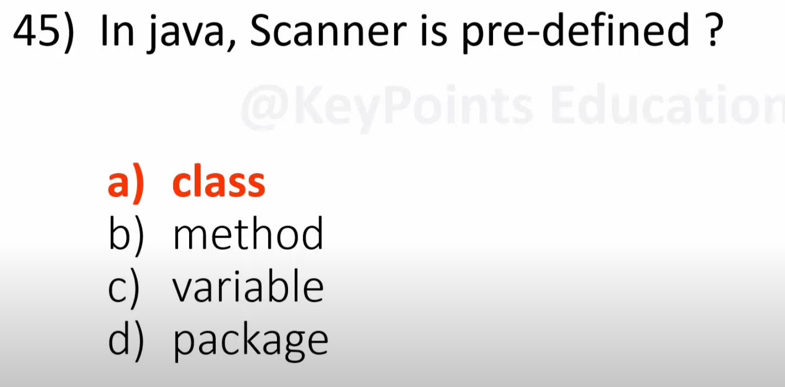 45) In java, Scanner is pre-defined ?
@KeyPoints Education
a) class
b) method
c) variable
d) package